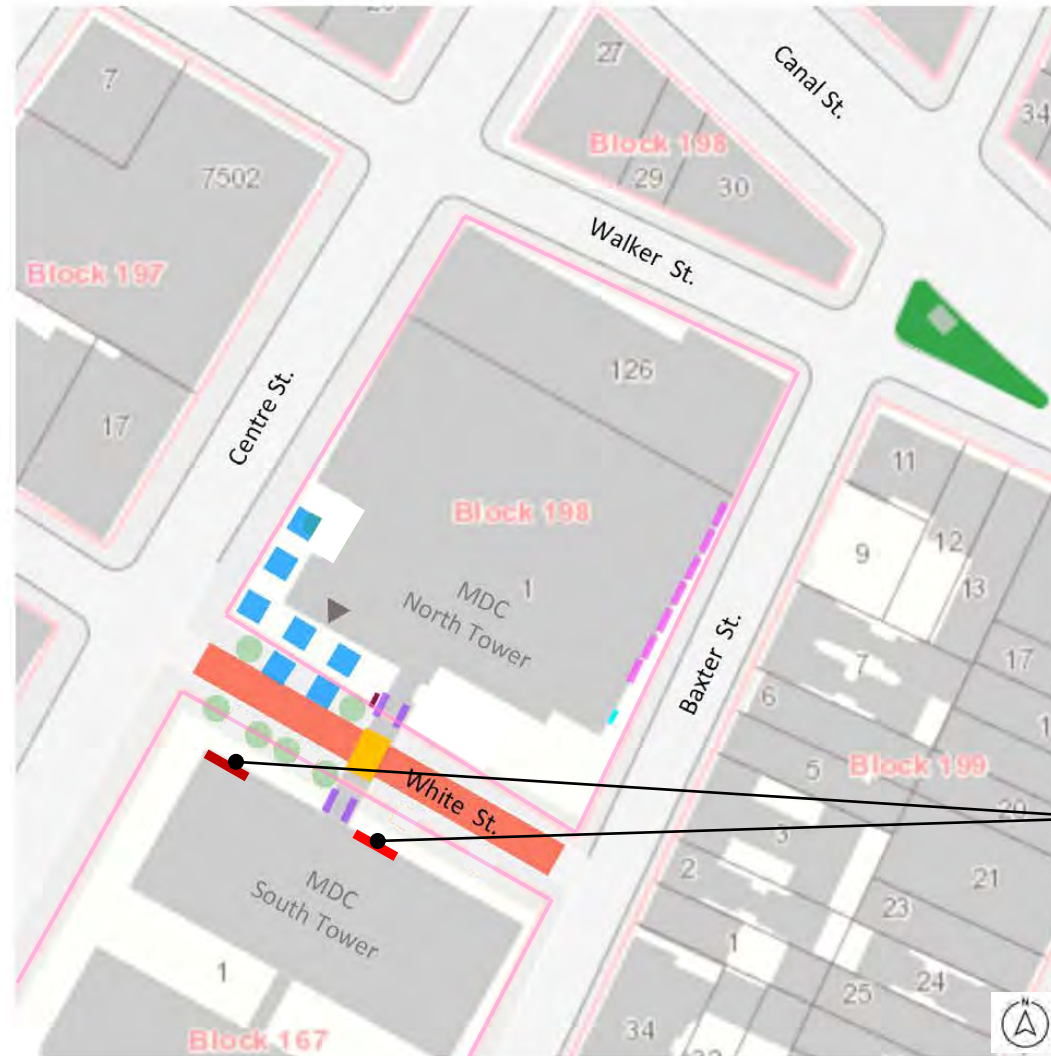 7
27
Canal St.
34
Block 198
29
30
7502
Walker St.
Block 197
126
Centre St.
17
11
Block 198
12
9
13
1
MDC
North Tower
Baxter St.
7
17
6
5
Block 199
20
White St.
3
2
21
MDC
South Tower
23
1
24
25
1
34
Block 167
N